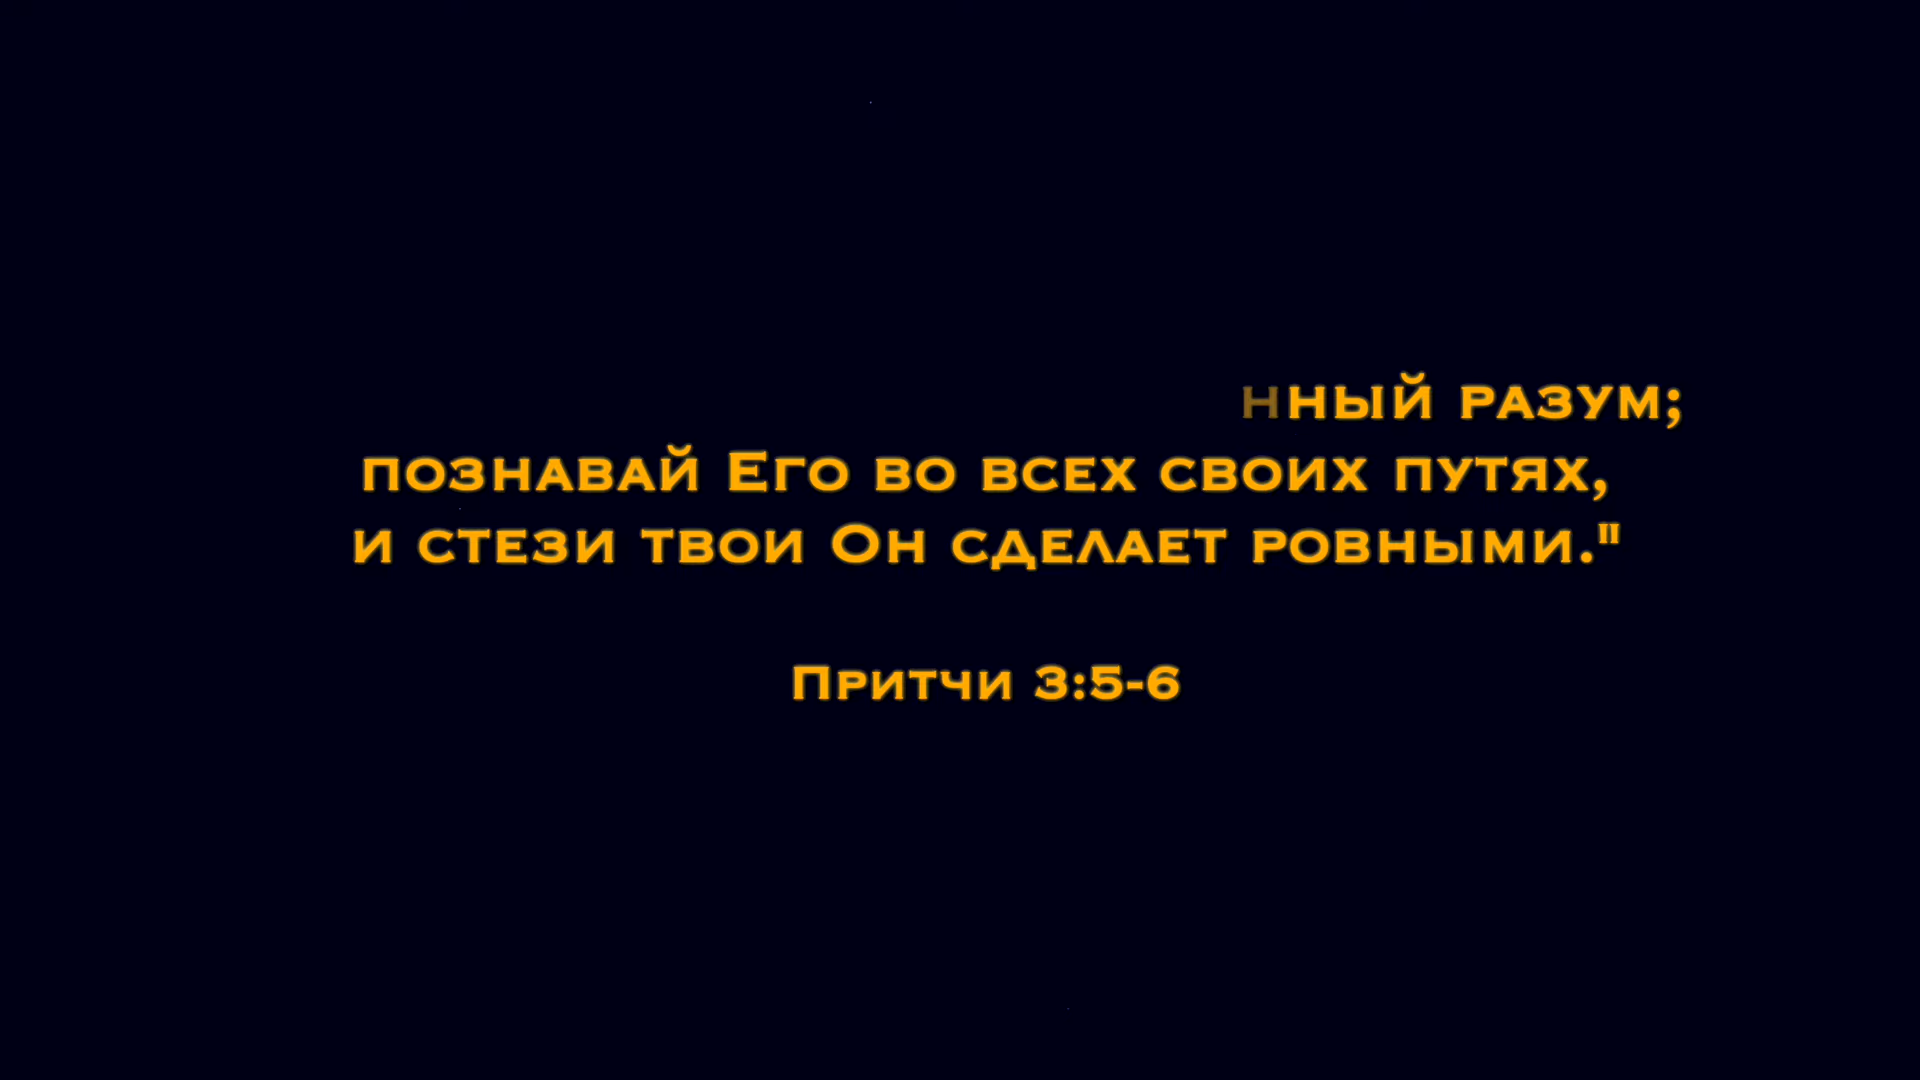 нный разум;
познавай Его во всех своих путях,
и стези твои Он сделает ровными."
Притчи 3:5-6